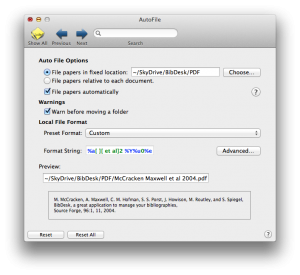 AutoFile
Show All Previous Next Search
Auto File Options
File papers in fixed location: ~/SkyDrive/BibDesk/PDF Choose...
File papers relative to each document.
File papers automatically ?
Warnings
Warn before moving a folder
Local File Format
Preset Format: Custom
Format String: %a[ ][ et al]2 %Y%u0%e Advanced...
Preview:
~/SkyDrive/BibDesk/PDF/McCracken Maxwell et al 2004.pdf
M. McCracken, A. Maxwell, C. M. Hofman, S. S. Porst, J. Howison, M. Routley, and S. Spiegel,
BibDesk, a great application to manage your bibliographies.
Source Forge, 96:1, 11, 2004.
Reset Reset All ?